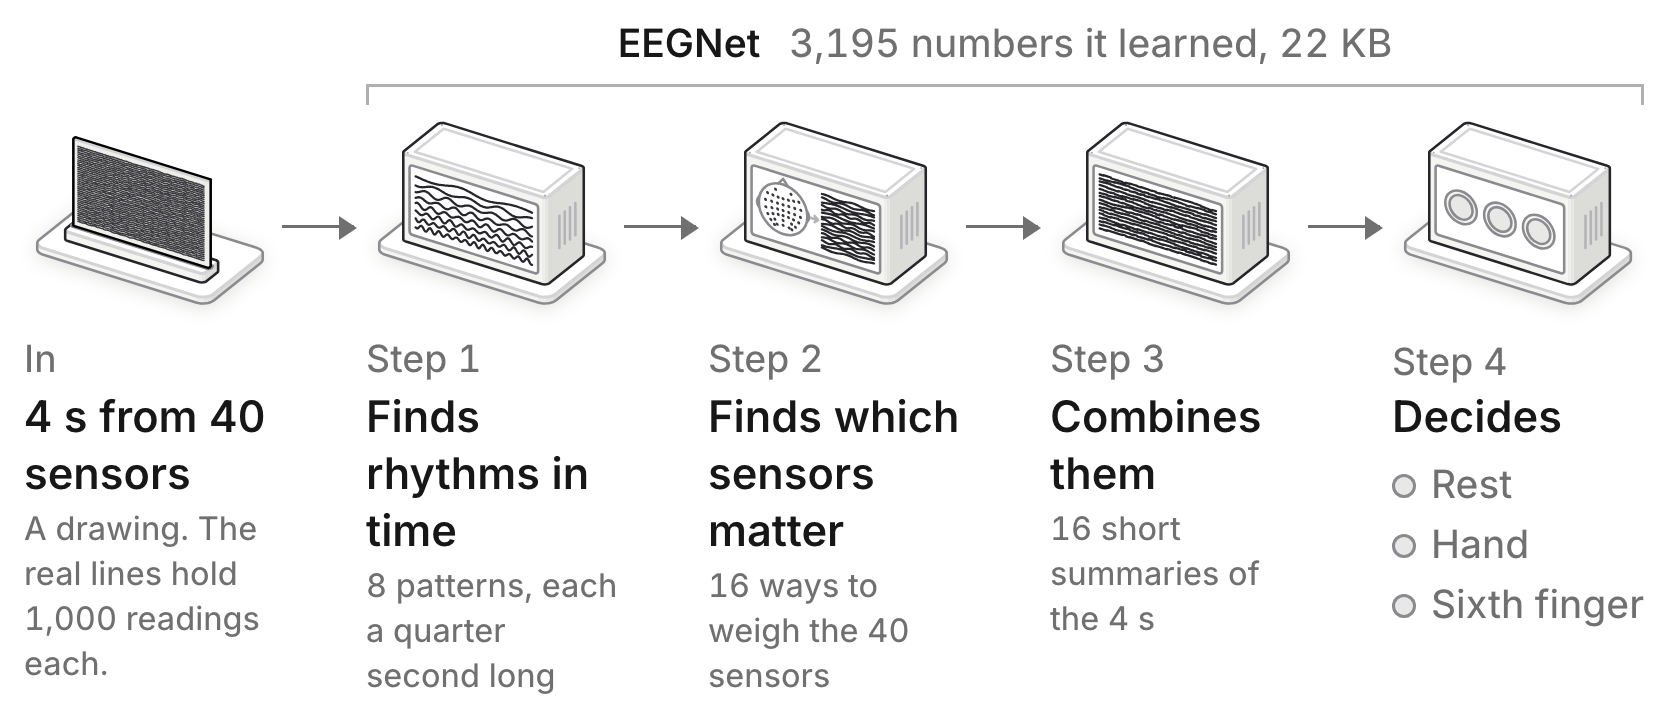 EEGNet 3,195 numbers it learned, 22 KB
In
4 s from 40
sensors
A drawing. The
real lines hold
1,000 readings
each.
Step 1
Finds
rhythms in
time
8 patterns, each
a quarter
second long
Step 2
Finds which
sensors
matter
16 ways to
weigh the 40
sensors
Step 3
Combines
them
16 short
summaries of
the 4 s
Step 4
Decides
Rest
Hand
Sixth finger